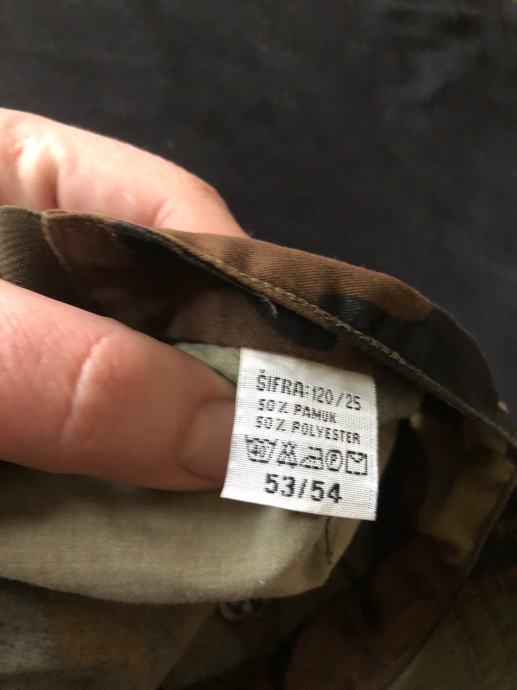 ŠIFRA:120/25
50% PAMUK
50% POLYESTER
53/54